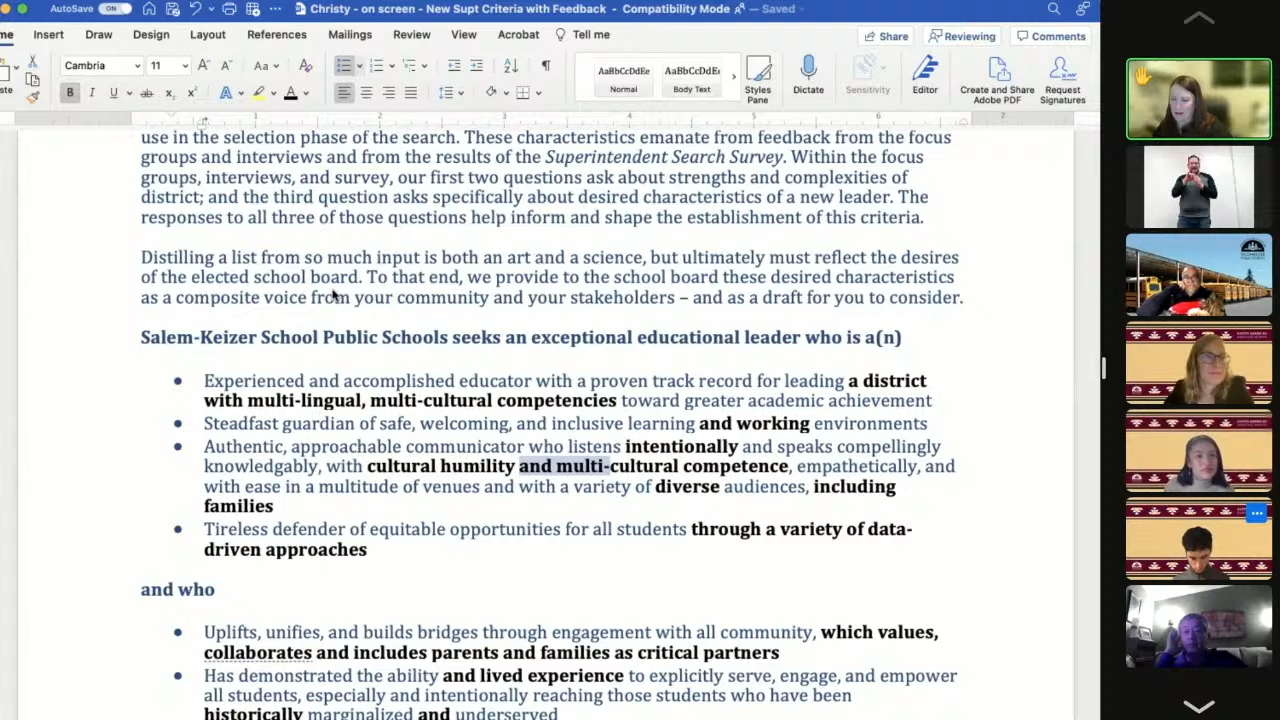 AutoSave ON Christy - on screen - New Supt Criteria with Feedback - Compatibility Mode Saved
me Insert Draw Design Layout References Mailings Review View Acrobat Tell me Share Reviewing Comments
Cambria 11 Aa AaBbCcDdEe AaBbCcDdEe
ste B I U ab x₂ x² A A Normal Body Text Styles Pane Dictate Sensitivity Editor Create and Share Adobe PDF Request Signatures
1 2 3 4 5 6 7
use in the selection phase of the search. These characteristics emanate from feedback from the focus
groups and interviews and from the results of the Superintendent Search Survey. Within the focus
groups, interviews, and survey, our first two questions ask about strengths and complexities of
district; and the third question asks specifically about desired characteristics of a new leader. The
responses to all three of those questions help inform and shape the establishment of this criteria.
Distilling a list from so much input is both an art and a science, but ultimately must reflect the desires
of the elected school board. To that end, we provide to the school board these desired characteristics
as a composite voice from your community and your stakeholders – and as a draft for you to consider.
Salem-Keizer School Public Schools seeks an exceptional educational leader who is a(n)
• Experienced and accomplished educator with a proven track record for leading a district
with multi-lingual, multi-cultural competencies toward greater academic achievement
• Steadfast guardian of safe, welcoming, and inclusive learning and working environments
• Authentic, approachable communicator who listens intentionally and speaks compellingly
knowledgably, with cultural humility and multi-cultural competence, empathetically, and
with ease in a multitude of venues and with a variety of diverse audiences, including
families
• Tireless defender of equitable opportunities for all students through a variety of data-
driven approaches
and who
• Uplifts, unifies, and builds bridges through engagement with all community, which values,
collaborates and includes parents and families as critical partners
• Has demonstrated the ability and lived experience to explicitly serve, engage, and empower
all students, especially and intentionally reaching those students who have been
historically marginalized and underserved